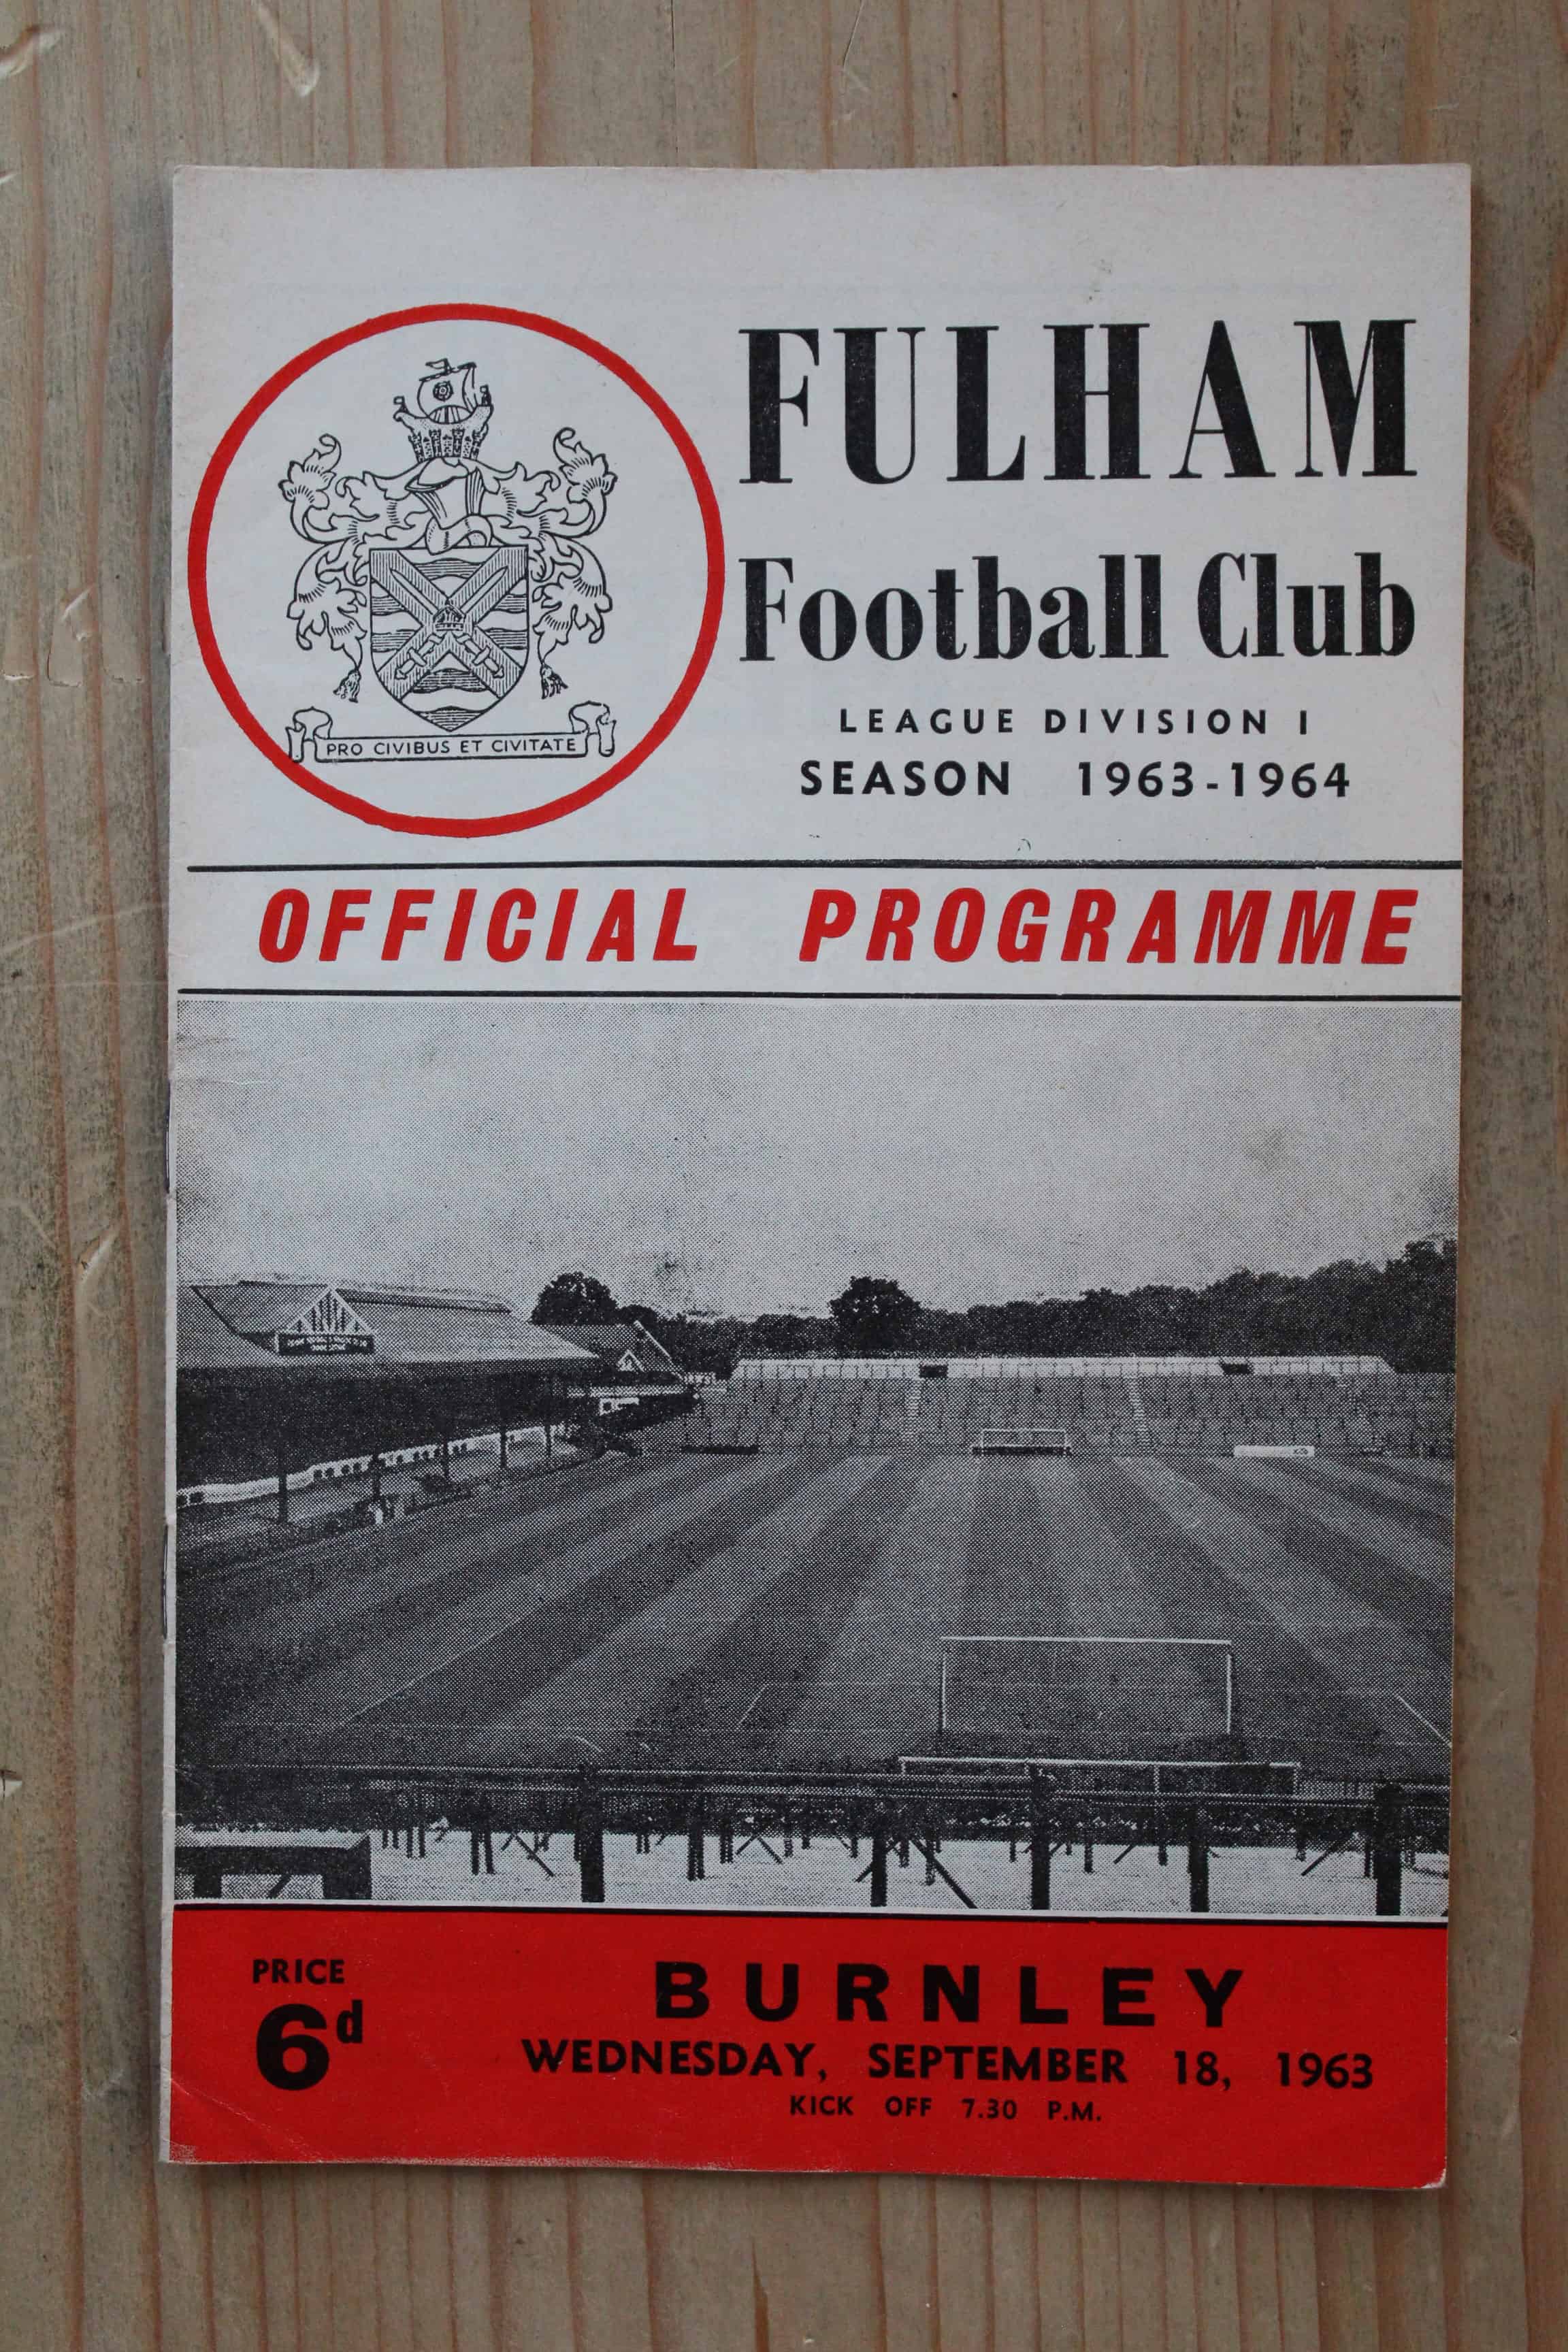 FULHAM
Football Club
LEAGUE DIVISION I
SEASON 1963-1964
PRO CIVIBUS ET CIVITATE
OFFICIAL PROGRAMME
PRICE
6d
BURNLEY
WEDNESDAY, SEPTEMBER 18, 1963
KICK OFF 7.30 P.M.